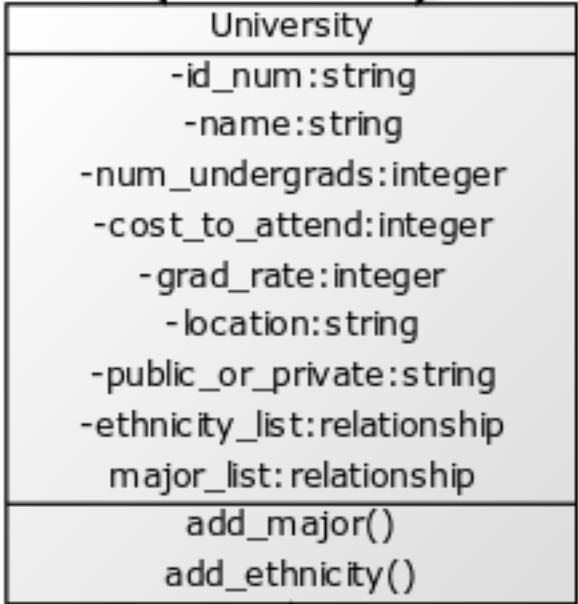 University
-id_num:string
-name:string
-num_undergrads:integer
-cost_to_attend:integer
-grad_rate:integer
-location:string
-public_or_private:string
-ethnicity_list:relationship
major_list:relationship
add_major()
add_ethnicity()